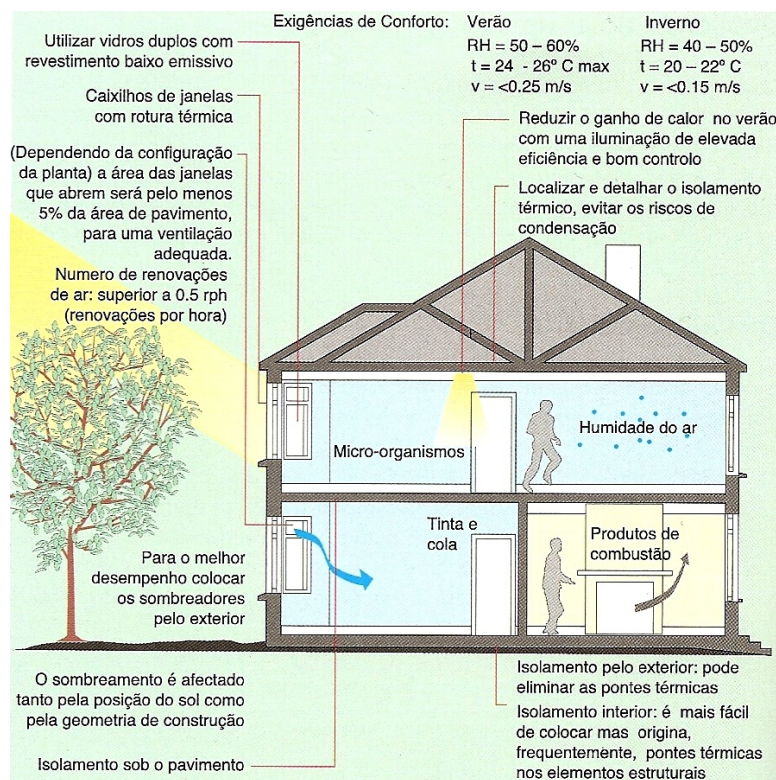 Exigências de Conforto:
Verão
RH = 50 – 60%
t = 24 - 26º C max
v = <0.25 m/s
Inverno
RH = 40 – 50%
t = 20 – 22º C
v = <0.15 m/s
Utilizar vidros duplos com
revestimento baixo emissivo
Caixilhos de janelas
com rotura térmica
(Dependendo da configuração
da planta) a área das janelas
que abrem será pelo menos
5% da área de pavimento,
para uma ventilação
adequada.
Numero de renovações
de ar: superior a 0.5 rph
(renovações por hora)
Reduzir o ganho de calor no verão
com uma iluminação de elevada
eficiência e bom controlo
Localizar e detalhar o isolamento
térmico, evitar os riscos de
condensação
Micro-organismos
Humidade do ar
Tinta e
cola
Produtos de
combustão
Para o melhor
desempenho colocar
os sombreadores
pelo exterior
O sombreamento é afectado
tanto pela posição do sol como
pela geometria de construção
Isolamento sob o pavimento
Isolamento pelo exterior: pode
eliminar as pontes térmicas
Isolamento interior: é mais fácil
de colocar mas origina,
frequentemente, pontes térmicas
nos elementos estruturais